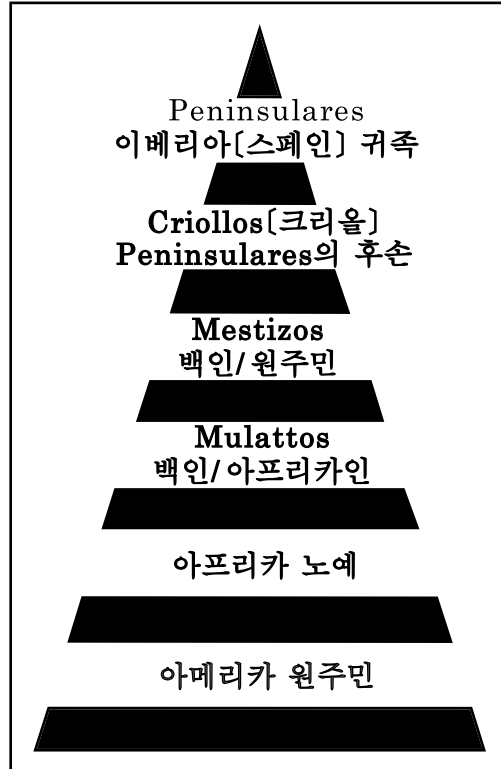 Peninsulares
이베리아[스페인] 귀족
Criollos[크리올]
Peninsulares의 후손
Mestizos
백인/원주민
Mulattos
백인/아프리카인
아프리카 노예
아메리카 원주민